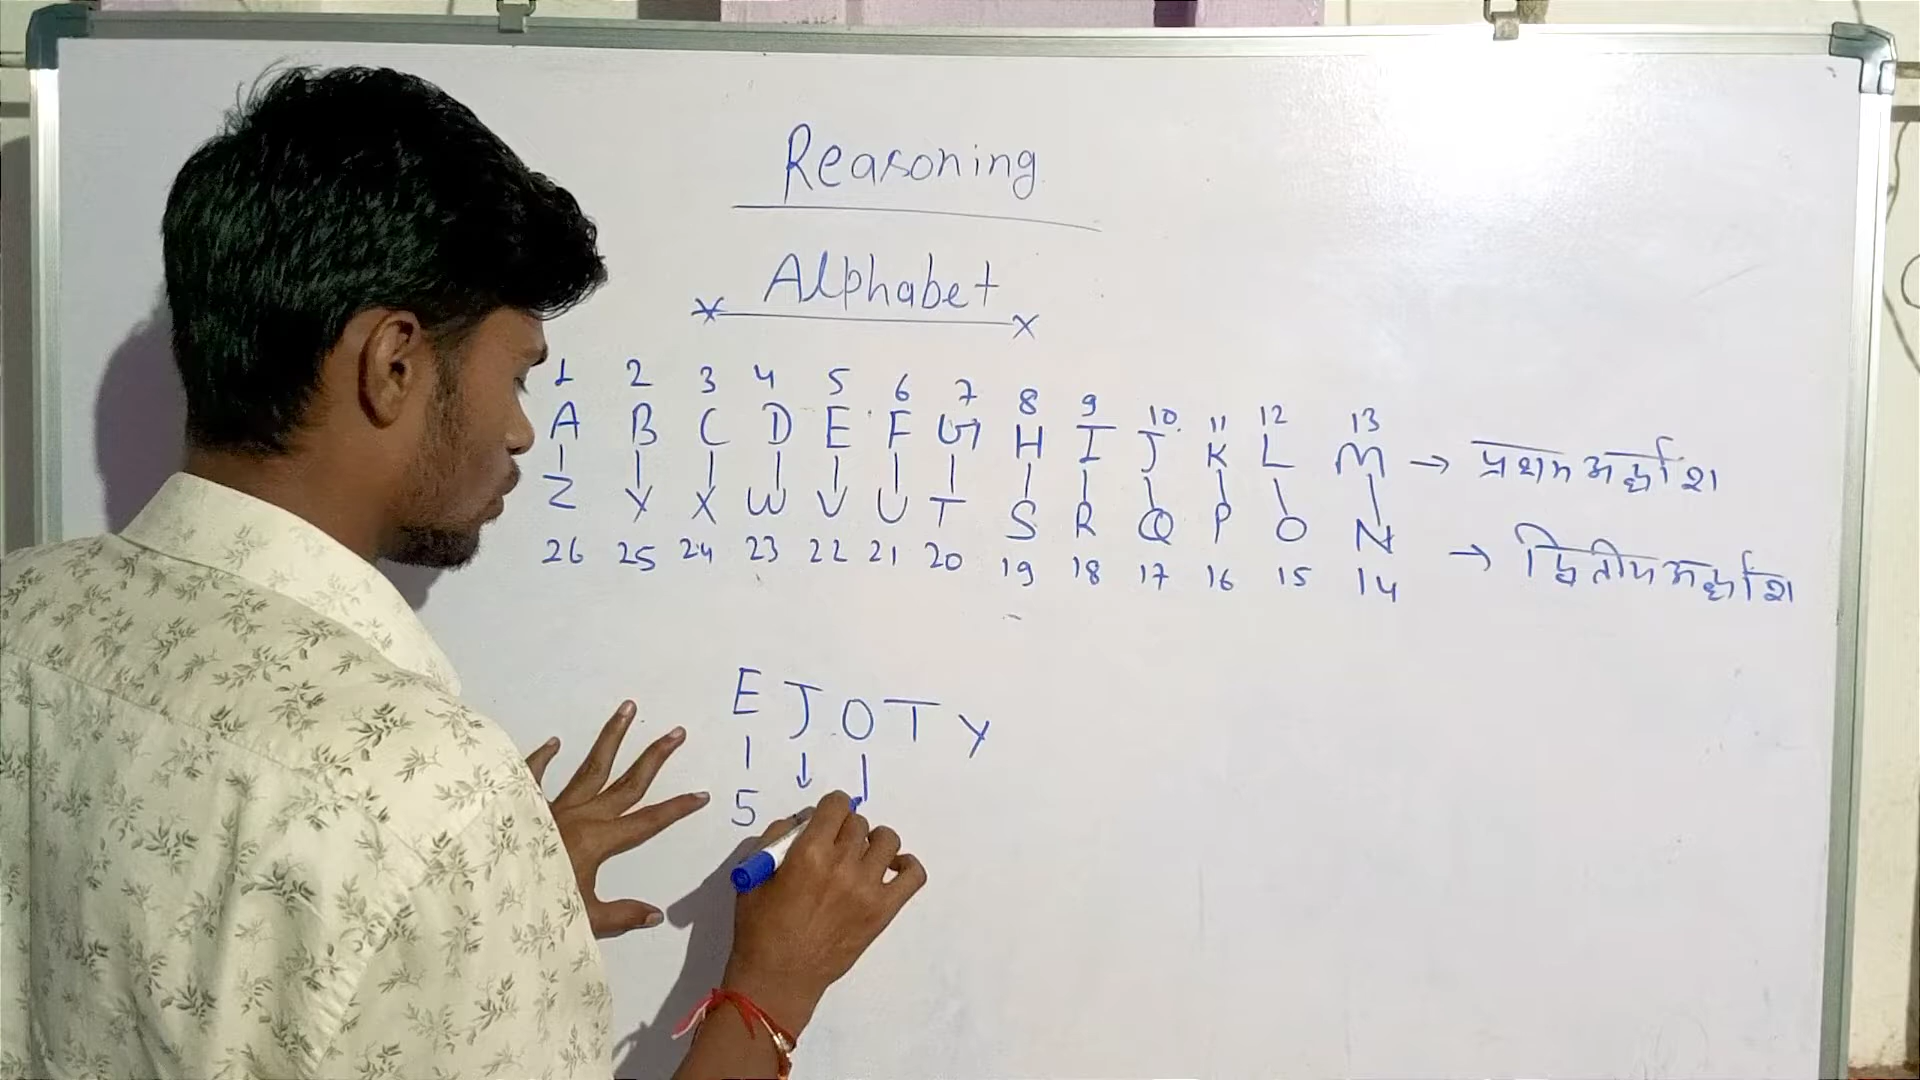 Reasoning
Alphabet
1 2 3 4 5 6 7 8 9 10 11 12 13
A B C D E F G H I J K L M → प्रथम अर्द्धांश
Z Y X W V U T S R Q P O N → द्वितीय अर्द्धांश
26 25 24 23 22 21 20 19 18 17 16 15 14
E J O T Y
5